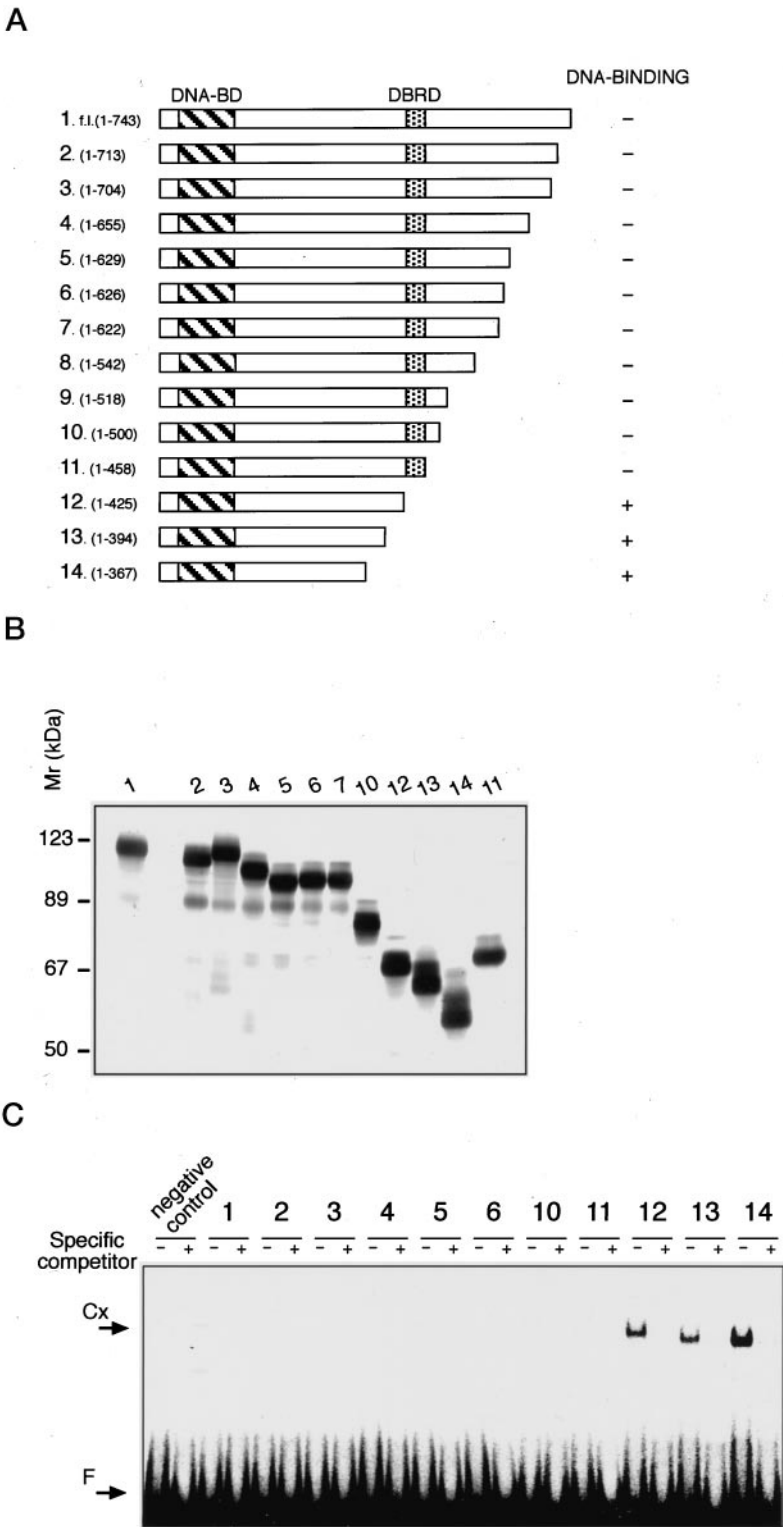 A
DNA-BINDING
DNA-BD DBRD
1. f.l.(1-743) –
2. (1-713) –
3. (1-704) –
4. (1-655) –
5. (1-629) –
6. (1-626) –
7. (1-622) –
8. (1-542) –
9. (1-518) –
10. (1-500) –
11. (1-458) –
12. (1-425) +
13. (1-394) +
14. (1-367) +
B
Mr (kDa)
1 2 3 4 5 6 7 10 12 13 14 11
123
89
67
50
C
negative control
1 2 3 4 5 6 10 11 12 13 14
Specific competitor
– + – + – + – + – + – + – + – + – + – + – + – +
Cx
F